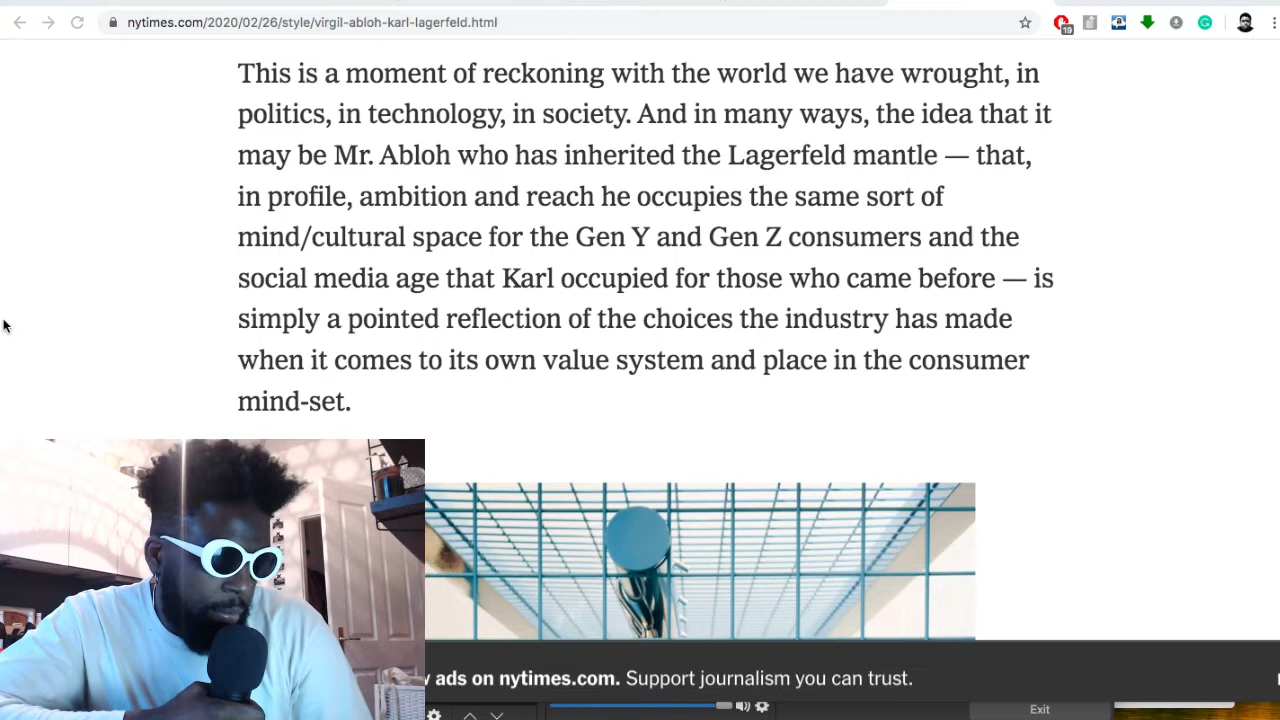 nytimes.com/2020/02/26/style/virgil-abloh-karl-lagerfeld.html
19
This is a moment of reckoning with the world we have wrought, in
politics, in technology, in society. And in many ways, the idea that it
may be Mr. Abloh who has inherited the Lagerfeld mantle — that,
in profile, ambition and reach he occupies the same sort of
mind/cultural space for the Gen Y and Gen Z consumers and the
social media age that Karl occupied for those who came before — is
simply a pointed reflection of the choices the industry has made
when it comes to its own value system and place in the consumer
mind-set.
ads on nytimes.com. Support journalism you can trust.
Exit